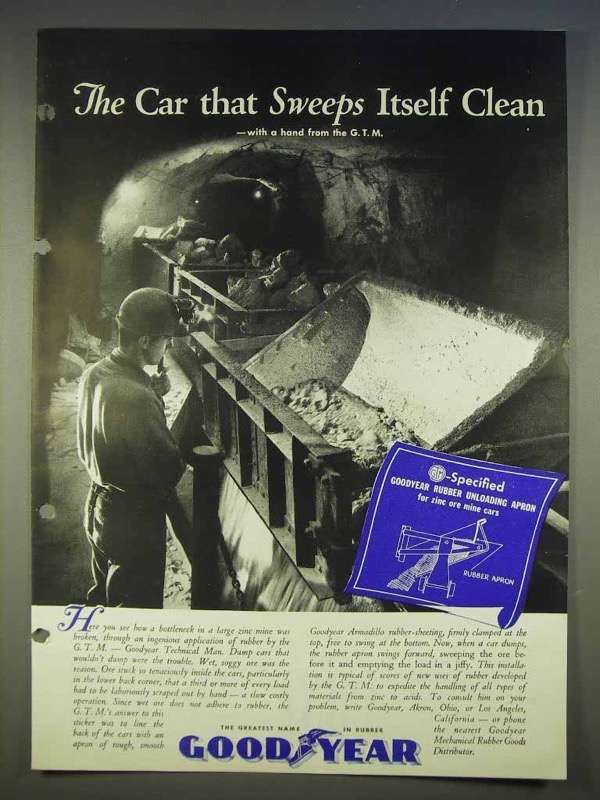 The Car that Sweeps Itself Clean
—with a hand from the G. T. M.
GTM-Specified
GOODYEAR RUBBER UNLOADING APRON
for zinc ore mine cars
RUBBER APRON
Here you see how a bottleneck in a large zinc mine was
broken, through an ingenious application of rubber by the
G. T. M. — Goodyear Technical Man. Damp cars that
wouldn't dump were the trouble. Wet, soggy ore was the
reason. Ore stuck so tenaciously inside the cars, particularly
in the lower back corner, that a third or more of every load
had to be laboriously scraped out by hand — a slow costly
operation. Since wet ore does not adhere to rubber, the
G. T. M.'s answer to this
sticker was to line the
back of the cars with an
apron of tough, smooth
Goodyear Armadillo rubber-sheeting, firmly clamped at the
top, free to swing at the bottom. Now, when a car dumps,
the rubber apron swings forward, sweeping the ore be-
fore it and emptying the load in a jiffy. This installa-
tion is typical of scores of new uses of rubber developed
by the G. T. M. to expedite the handling of all types of
materials from zinc to acids. To consult him on your
problem, write Goodyear, Akron, Ohio, or Los Angeles,
California — or phone
the nearest Goodyear
Mechanical Rubber Goods
Distributor.
THE GREATEST NAME IN RUBBER
GOODYEAR